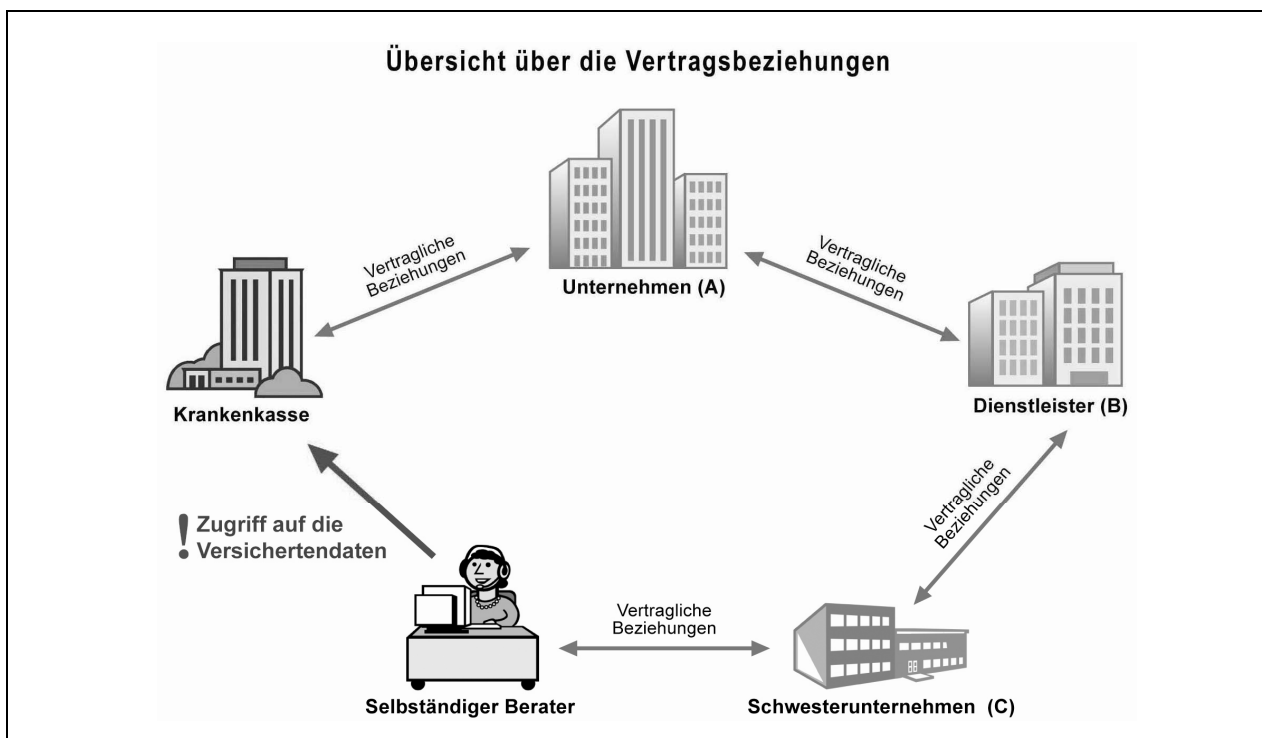 Übersicht über die Vertragsbeziehungen
Vertragliche
Beziehungen
Unternehmen (A)
Vertragliche
Beziehungen
Krankenkasse
Dienstleister (B)
Vertragliche
Beziehungen
! Zugriff auf die
Versichertendaten
Vertragliche
Beziehungen
Selbständiger Berater
Schwesterunternehmen (C)